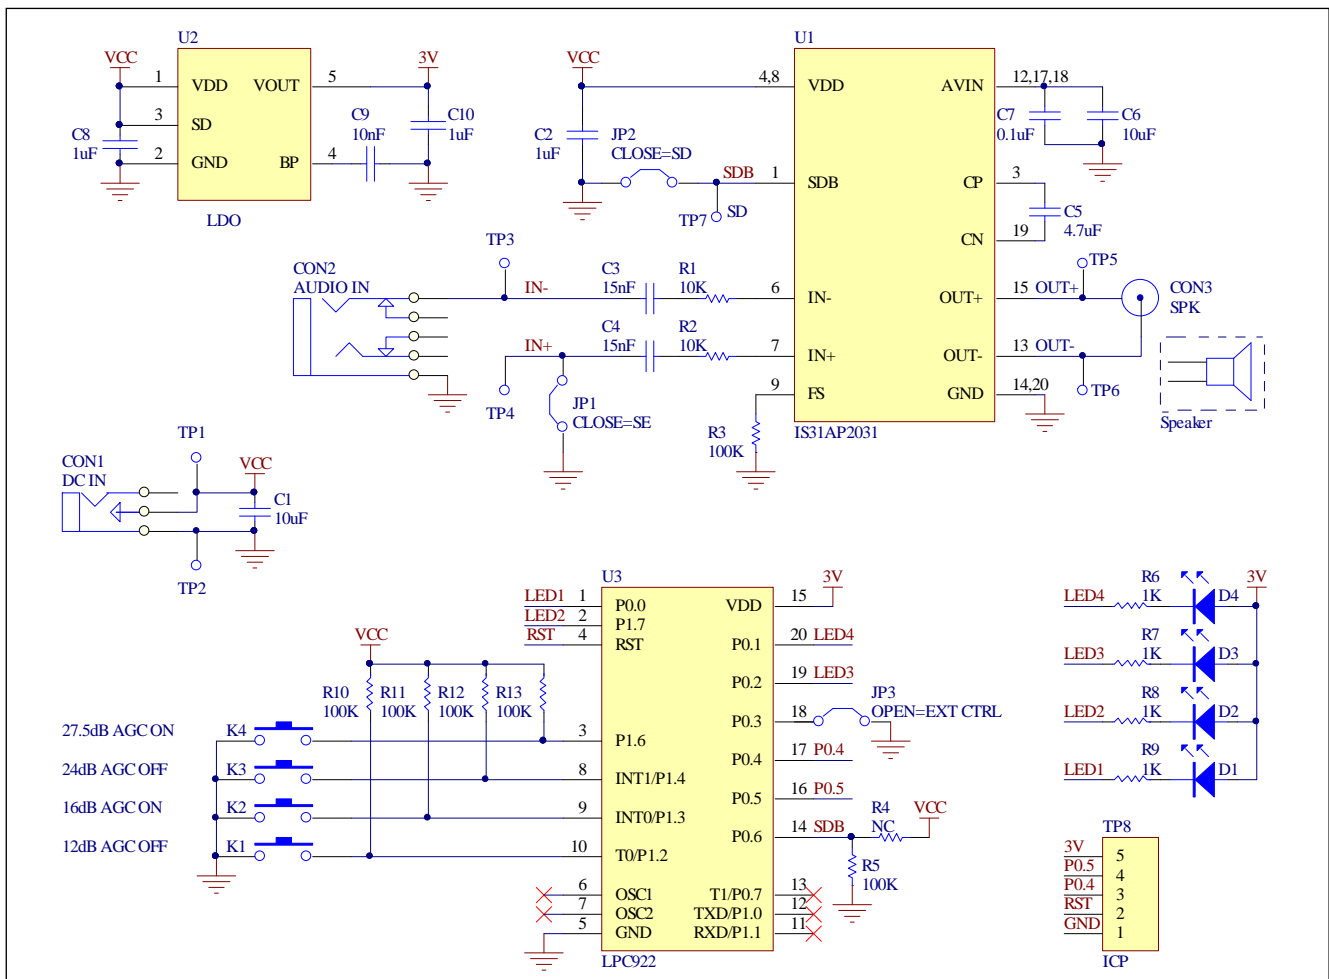 U2
VCC
1
VDD
VOUT
5
3V
3
SD
C9
10nF
C10
1uF
C8
1uF
2
GND
BP
4
LDO
U1
VCC
4,8
VDD
AVIN
12,17,18
C7
0.1uF
C6
10uF
C2
1uF
JP2
CLOSE=SD
SDB
1
SDB
CP
3
TP7
SD
C5
4.7uF
CN
19
TP3
TP5
CON2
AUDIO IN
IN-
C3
15nF
R1
10K
6
IN-
OUT+
15
OUT+
CON3
SPK
IN+
C4
15nF
R2
10K
7
IN+
OUT-
13
OUT-
TP4
JP1
CLOSE=SE
9
FS
GND
14,20
TP6
R3
100K
IS31AP2031
Speaker
TP1
CON1
DC IN
VCC
C1
10uF
TP2
U3
LED1
1
P0.0
VDD
15
3V
LED2
2
P1.7
RST
4
RST
P0.1
20
LED4
VCC
P0.2
19
LED3
R10
100K
R11
100K
R12
100K
R13
100K
JP3
OPEN=EXT CTRL
P0.3
18
27.5dB AGC ON
K4
3
P1.6
P0.4
17
P0.4
24dB AGC OFF
K3
8
INT1/P1.4
P0.5
16
P0.5
16dB AGC ON
K2
9
INT0/P1.3
P0.6
14
SDB
R4
NC
VCC
12dB AGC OFF
K1
10
T0/P1.2
R5
100K
6
OSC1
T1/P0.7
13
7
OSC2
TXD/P1.0
12
5
GND
RXD/P1.1
11
LPC922
R6
1K
3V
LED4
D4
R7
1K
LED3
D3
R8
1K
LED2
D2
R9
1K
LED1
D1
TP8
3V
5
P0.5
4
P0.4
3
RST
2
GND
1
ICP